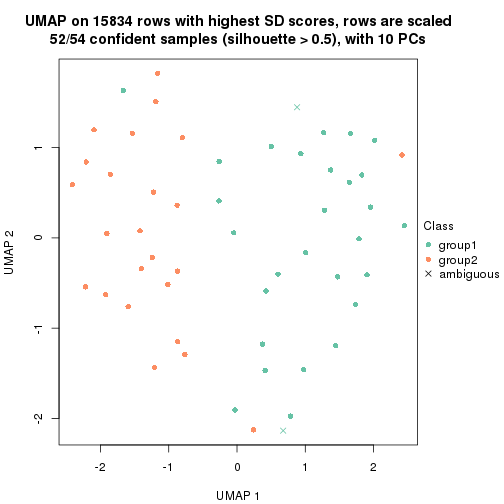 UMAP on 15834 rows with highest SD scores, rows are scaled
52/54 confident samples (silhouette > 0.5), with 10 PCs
1
0
-1
-2
UMAP 2
-2
-1
0
1
2
UMAP 1
Class
group1
group2
ambiguous